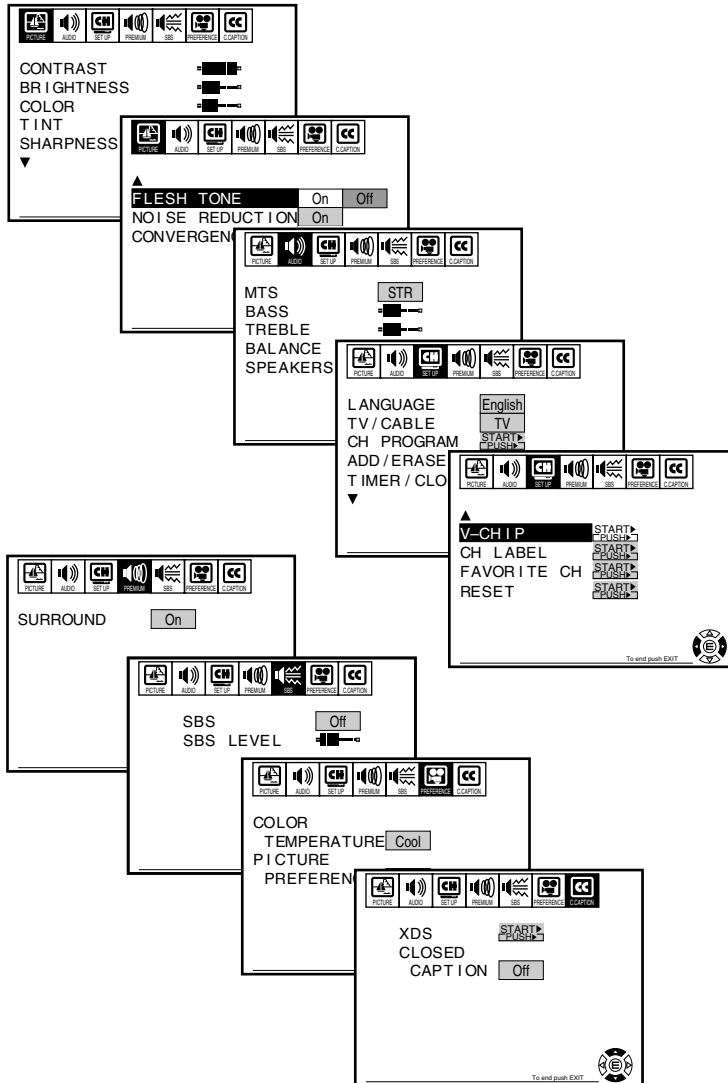 PICTURE AUDIO SET UP PREMIUM SBS PREFERENCE C.CAPTION
CONTRAST
BRIGHTNESS
COLOR
TINT
SHARPNESS
▼
PICTURE AUDIO SET UP PREMIUM SBS PREFERENCE C.CAPTION
▲
FLESH TONE On Off
NOISE REDUCTION On
CONVERGENC
PICTURE AUDIO SET UP PREMIUM SBS PREFERENCE C.CAPTION
MTS STR
BASS
TREBLE
BALANCE
SPEAKERS
PICTURE AUDIO SET UP PREMIUM SBS PREFERENCE C.CAPTION
LANGUAGE English
TV/CABLE TV
CH PROGRAM START▶ PUSH▶
ADD/ERASE
TIMER/CLO
▼
PICTURE AUDIO SET UP PREMIUM SBS PREFERENCE C.CAPTION
▲
V–CHIP START▶ PUSH▶
CH LABEL START▶ PUSH▶
FAVORITE CH START▶ PUSH▶
RESET START▶ PUSH▶
To end push EXIT
E
PICTURE AUDIO SET UP PREMIUM SBS PREFERENCE C.CAPTION
SURROUND On
PICTURE AUDIO SET UP PREMIUM SBS PREFERENCE C.CAPTION
SBS Off
SBS LEVEL
PICTURE AUDIO SET UP PREMIUM SBS PREFERENCE C.CAPTION
COLOR
TEMPERATURE Cool
PICTURE
PREFEREN
PICTURE AUDIO SET UP PREMIUM SBS PREFERENCE C.CAPTION
XDS START▶ PUSH▶
CLOSED
CAPTION Off
To end push EXIT
E